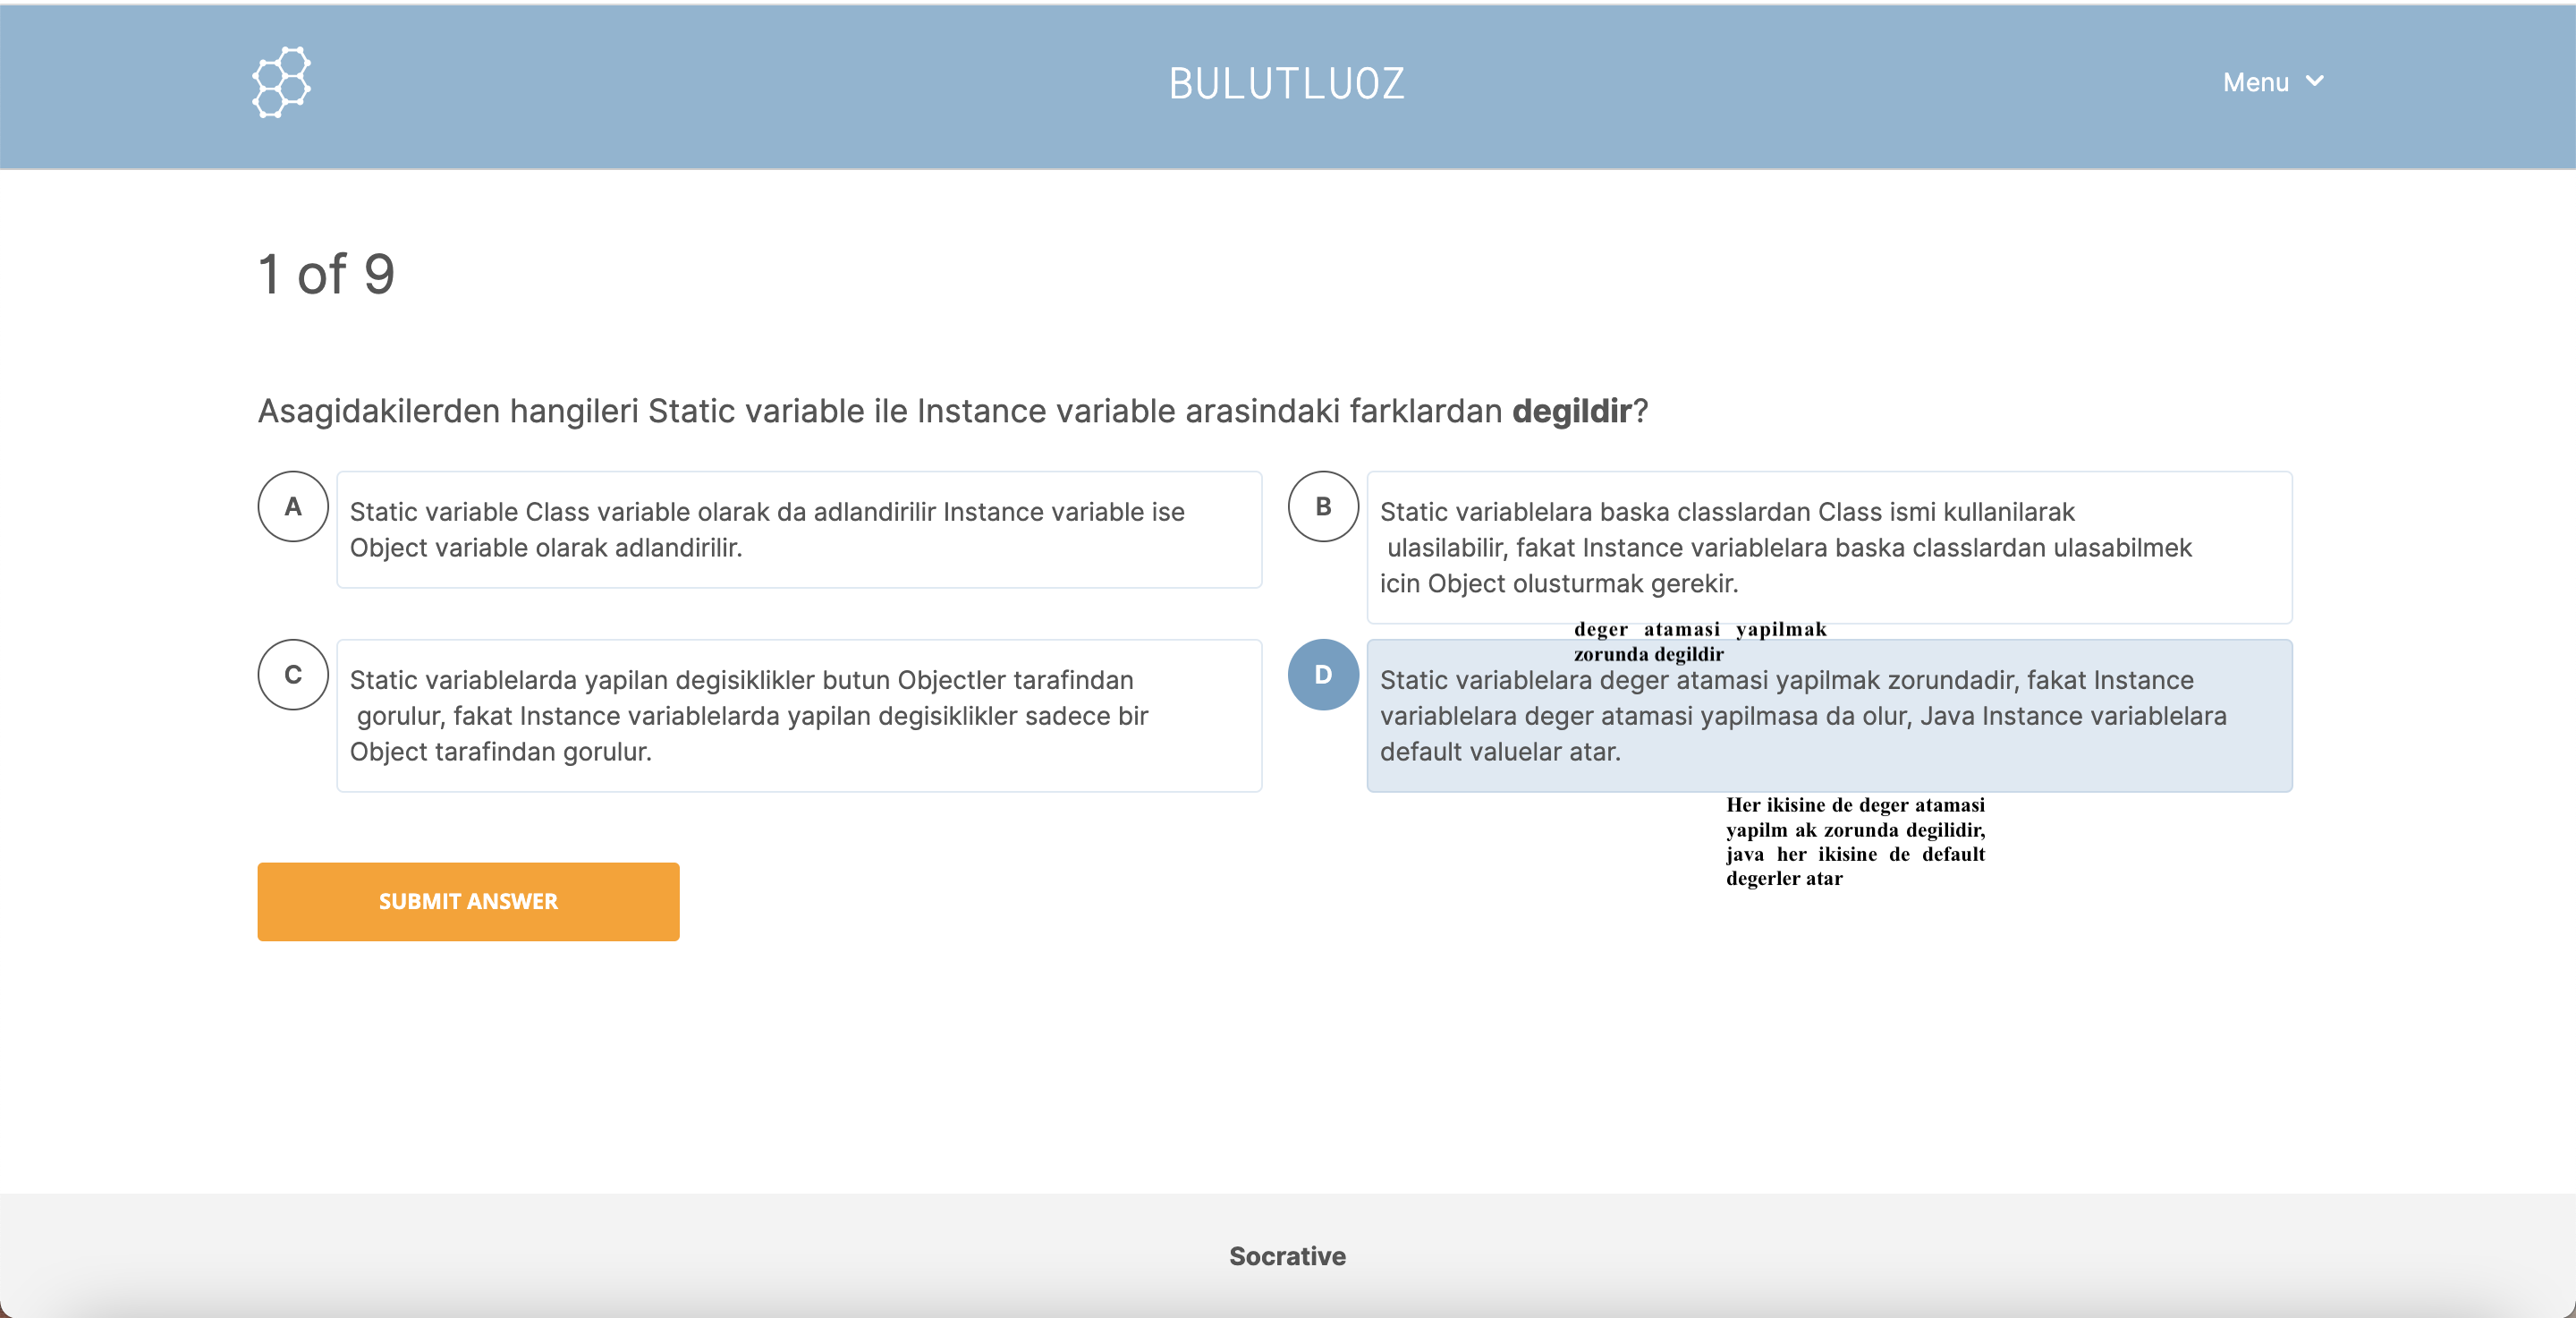 BULUTLUOZ
Menu
1 of 9
Asagidakilerden hangileri Static variable ile Instance variable arasindaki farklardan degildir?
A
Static variable Class variable olarak da adlandirilir Instance variable ise
Object variable olarak adlandirilir.
B
Static variablelara baska classlardan Class ismi kullanilarak
ulasilabilir, fakat Instance variablelara baska classlardan ulasabilmek
icin Object olusturmak gerekir.
C
Static variablelarda yapilan degisiklikler butun Objectler tarafindan
gorulur, fakat Instance variablelarda yapilan degisiklikler sadece bir
Object tarafindan gorulur.
deger atamasi yapilmak
zorunda degildir
D
Static variablelara deger atamasi yapilmak zorundadir, fakat Instance
variablelara deger atamasi yapilmasa da olur, Java Instance variablelara
default valuelar atar.
Her ikisine de deger atamasi
yapilm ak zorunda degilidir,
java her ikisine de default
degerler atar
SUBMIT ANSWER
Socrative